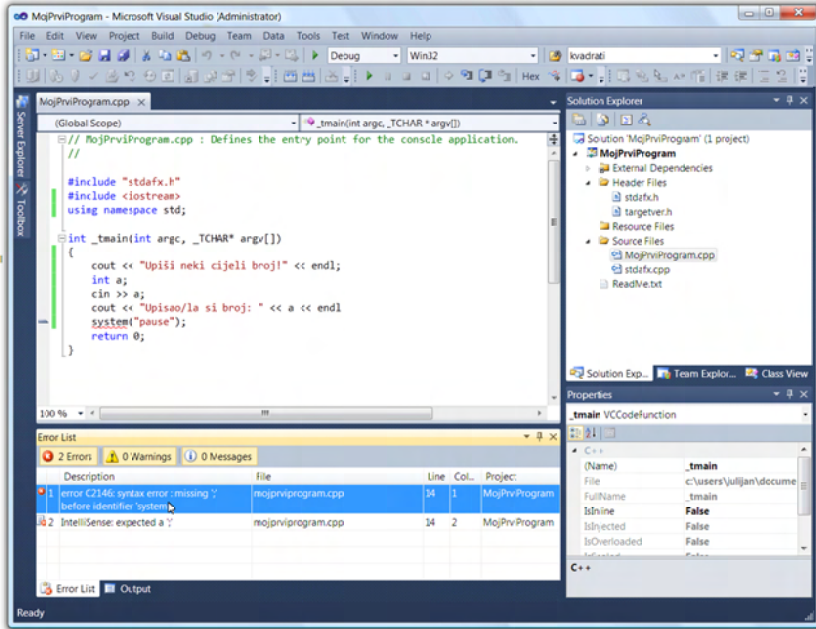 MojPrviProgram - Microsoft Visual Studio (Administrator)
File Edit View Project Build Debug Team Data Tools Test Window Help
Debug Win32 kvadrati
Hex
MojPrviProgram.cpp
(Global Scope) _tmain(int argc, _TCHAR * argv[])
// MojPrviProgram.cpp : Defines the entry point for the console application.
//
#include "stdafx.h"
#include <iostream>
using namespace std;
int _tmain(int argc, _TCHAR* argv[])
{
cout << "Upiši neki cijeli broj!" << endl;
int a;
cin >> a;
cout << "Upisao/la si broj: " << a << endl
system("pause");
return 0;
}
100 %
Server Explorer
Toolbox
Solution Explorer
Solution 'MojPrviProgram' (1 project)
MojPrviProgram
External Dependencies
Header Files
stdafx.h
targetver.h
Resource Files
Source Files
MojPrviProgram.cpp
stdafx.cpp
ReadMe.txt
Solution Exp... Team Explor... Class View
Properties
_tmain VCCodeFunction
C++
(Name) _tmain
File c:\users\julijan\docume
FullName _tmain
IsInline False
IsInjected False
IsOverloaded False
C++
Error List
2 Errors 0 Warnings 0 Messages
Description File Line Col... Project
1 error C2146: syntax error : missing ';' before identifier 'system' mojprviprogram.cpp 14 1 MojPrviProgram
2 IntelliSense: expected a ';' mojprviprogram.cpp 14 2 MojPrviProgram
Error List Output
Ready